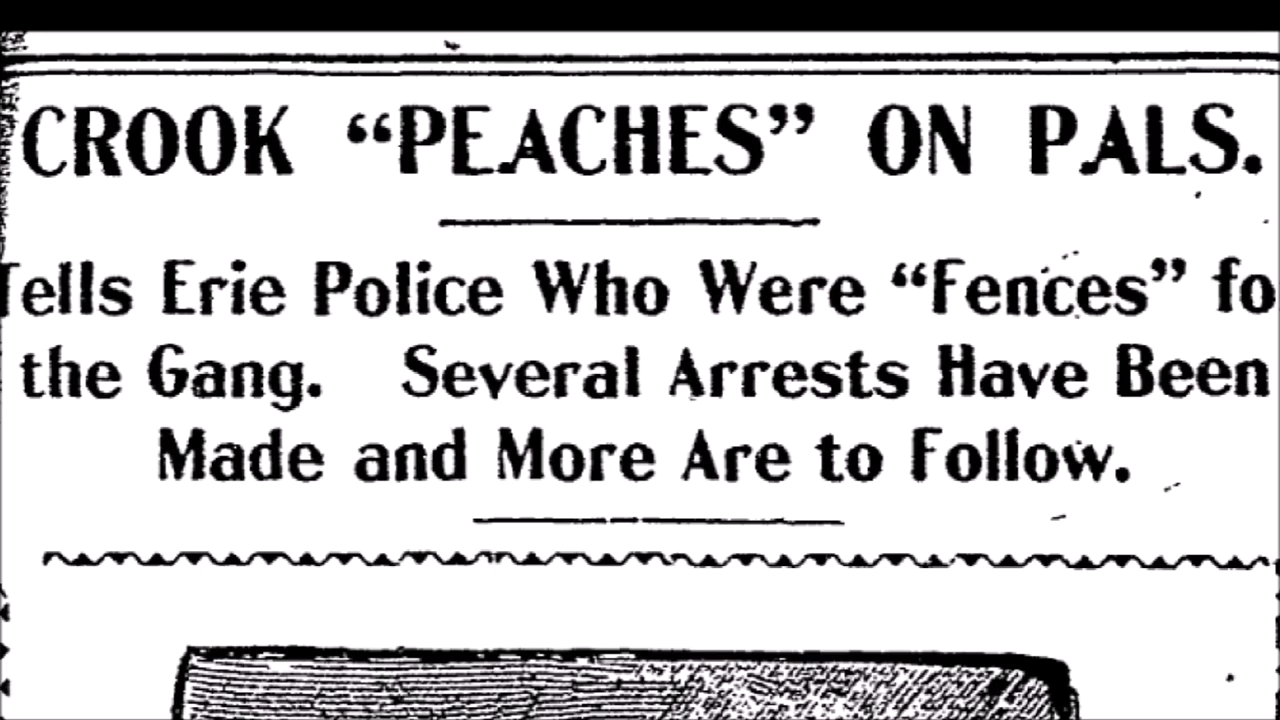 CROOK “PEACHES” ON PALS.
Tells Erie Police Who Were “Fences” fo
the Gang. Several Arrests Have Been
Made and More Are to Follow.